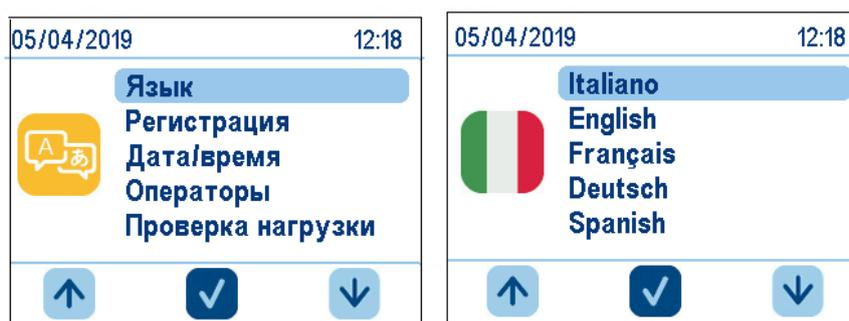 05/04/2019 12:18
Язык
Регистрация
Дата/время
Операторы
Проверка нагрузки
05/04/2019 12:18
Italiano
English
Français
Deutsch
Spanish